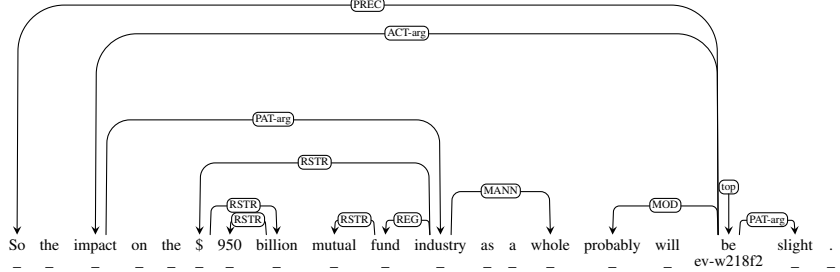 PREC
ACT-arg
PAT-arg
RSTR
MANN
top
RSTR
MOD
RSTR
RSTR
REG
PAT-arg
So the impact on the $ 950 billion mutual fund industry as a whole probably will be slight .
_ _ _ _ _ _ _ _ _ _ _ _ _ _ _ _ ev-w218f2 _ _